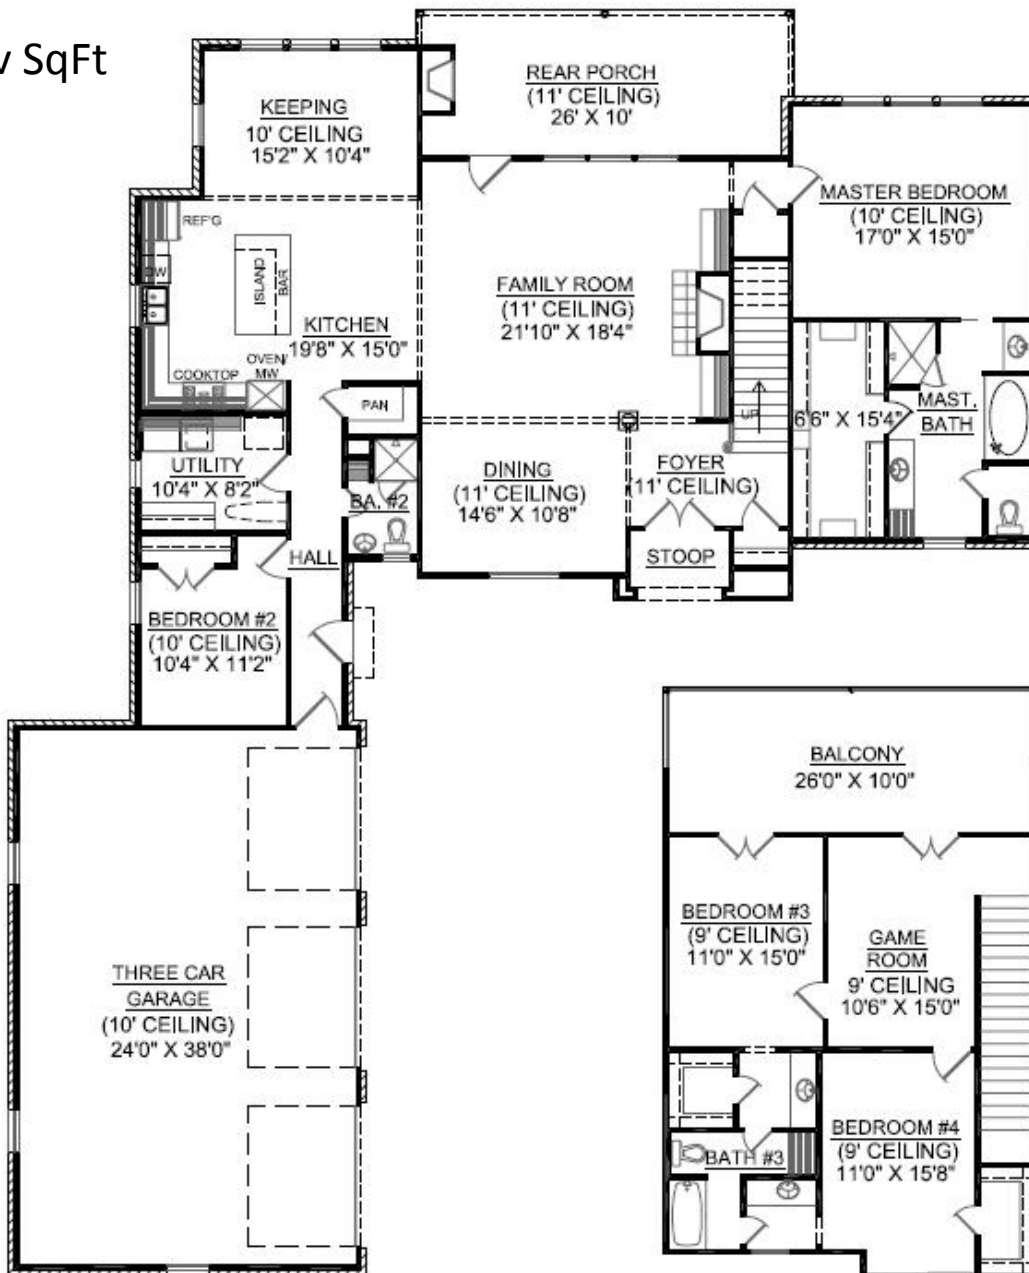 v SqFt
REAR PORCH
(11' CEILING)
26' X 10'
KEEPING
10' CEILING
15'2" X 10'4"
MASTER BEDROOM
(10' CEILING)
17'0" X 15'0"
REF'G
DW
ISLAND
BAR
FAMILY ROOM
(11' CEILING)
21'10" X 18'4"
KITCHEN
19'8" X 15'0"
OVEN/
MW
COOKTOP
PAN
UP
6'6" X 15'4"
MAST.
BATH
UTILITY
10'4" X 8'2"
BA. #2
DINING
(11' CEILING)
14'6" X 10'8"
FOYER
(11' CEILING)
HALL
STOOP
BEDROOM #2
(10' CEILING)
10'4" X 11'2"
BALCONY
26'0" X 10'0"
BEDROOM #3
(9' CEILING)
11'0" X 15'0"
GAME
ROOM
9' CEILING
10'6" X 15'0"
THREE CAR
GARAGE
(10' CEILING)
24'0" X 38'0"
BATH #3
BEDROOM #4
(9' CEILING)
11'0" X 15'8"